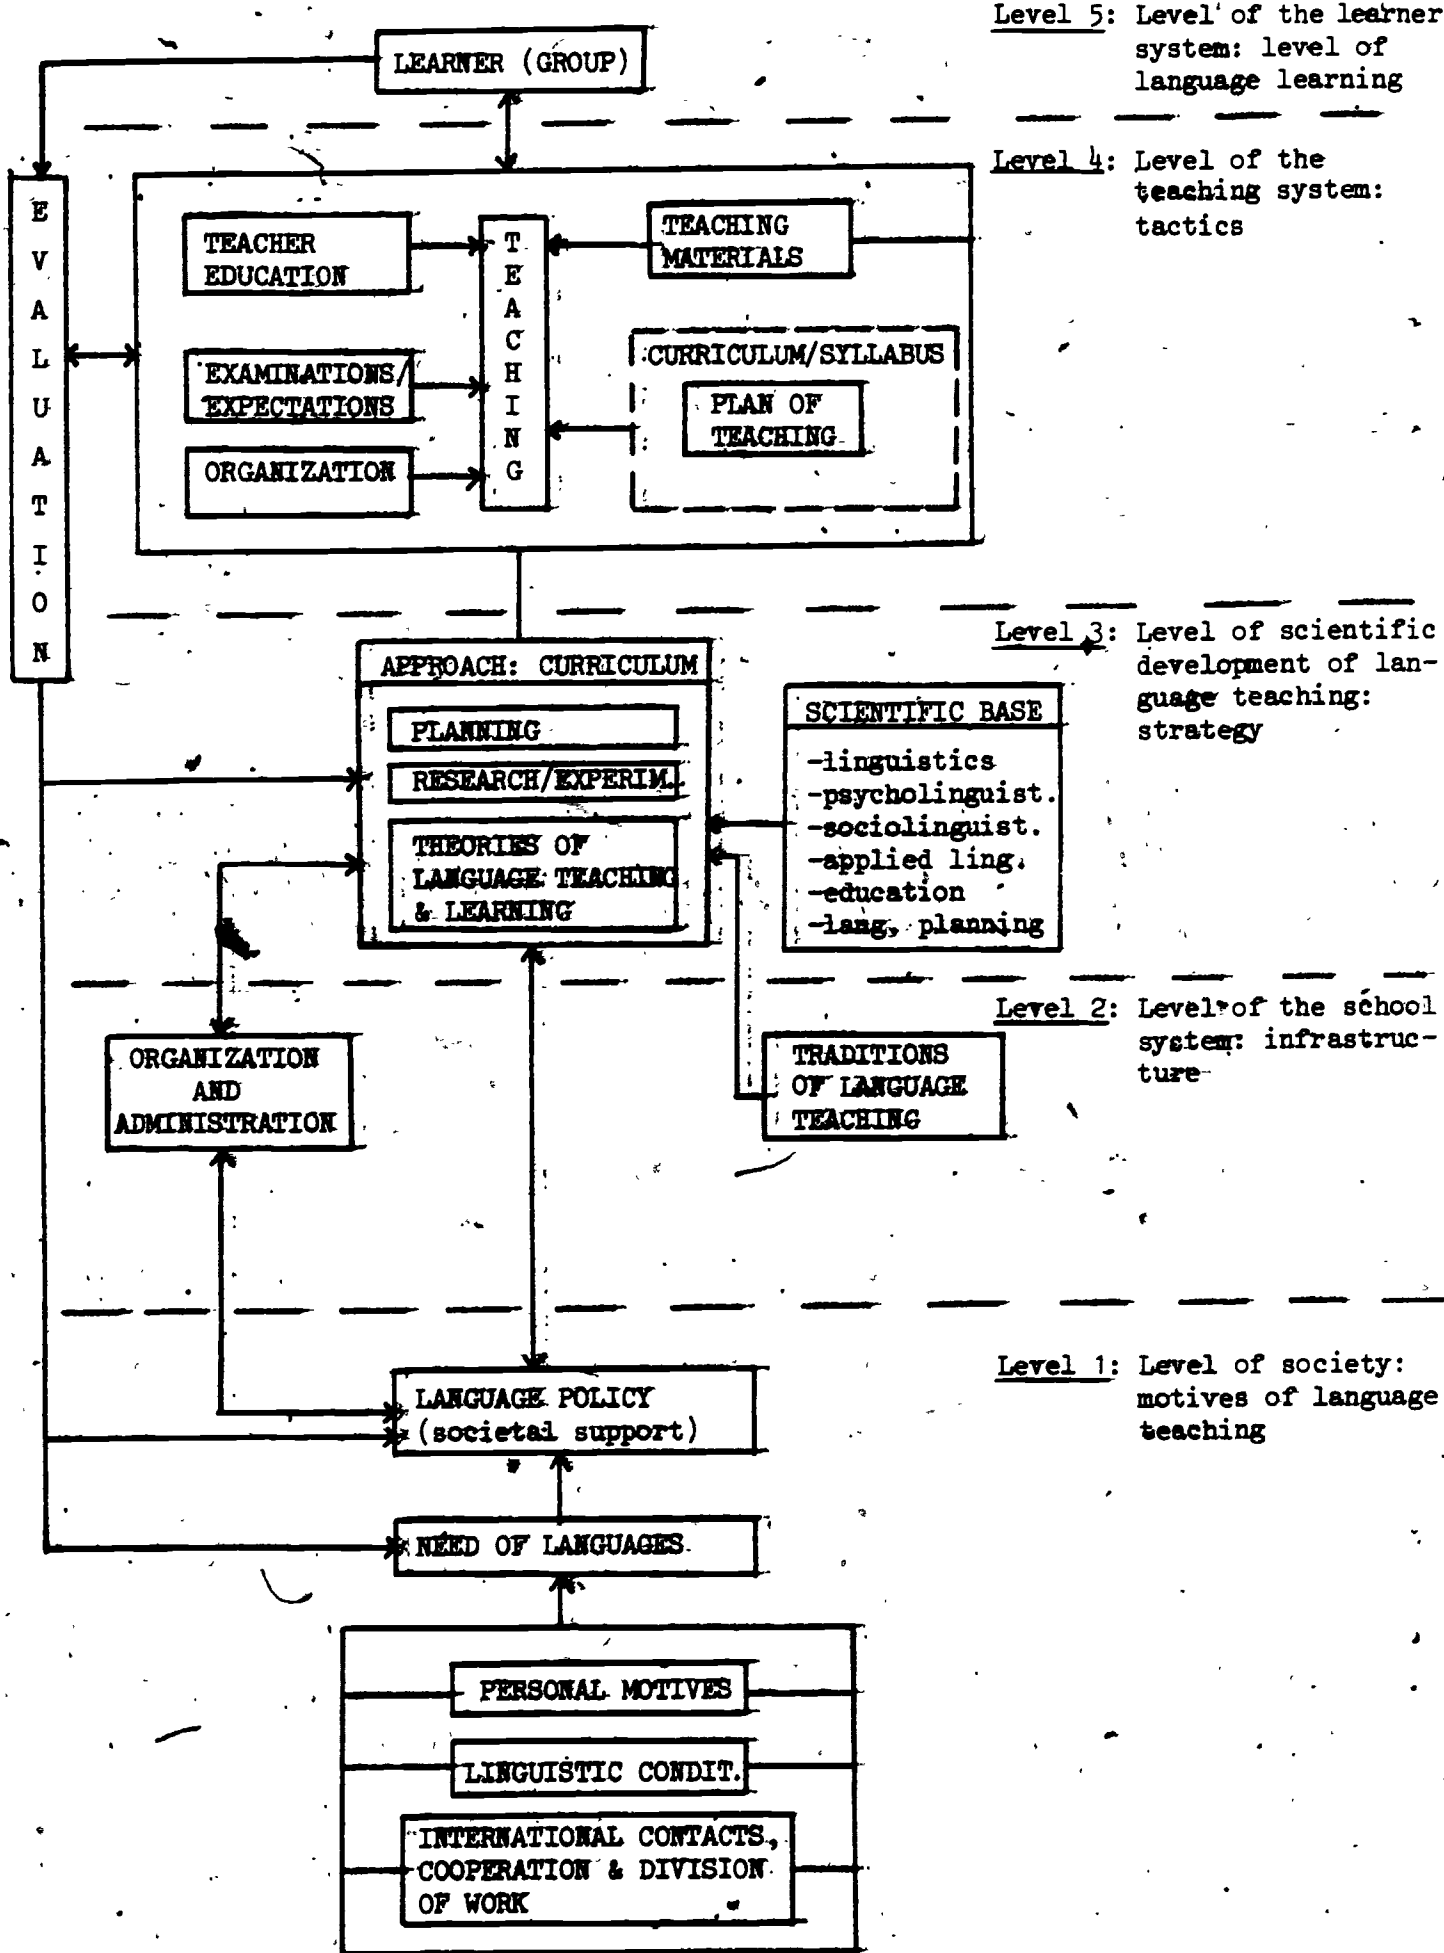 Level 5: Level of the learner
system: level of
language learning
LEARNER (GROUP)
Level 4: Level of the
teaching system:
tactics
EVALUATION
TEACHER
EDUCATION
EXAMINATIONS/
EXPECTATIONS
ORGANIZATION
TEACHING
TEACHING
MATERIALS
CURRICULUM/SYLLABUS
PLAN OF
TEACHING
Level 3: Level of scientific
development of lan-
guage teaching:
strategy
APPROACH: CURRICULUM
PLANNING
RESEARCH/EXPERIM.
THEORIES OF
LANGUAGE TEACHING
& LEARNING
SCIENTIFIC BASE
-linguistics
-psycholinguist.
-sociolinguist.
-applied ling.
-education
-lang. planning
Level 2: Level of the school
system: infrastruc-
ture
ORGANIZATION
AND
ADMINISTRATION
TRADITIONS
OF LANGUAGE
TEACHING
Level 1: Level of society:
motives of language
teaching
LANGUAGE POLICY
(societal support)
NEED OF LANGUAGES
PERSONAL MOTIVES
LINGUISTIC CONDIT.
INTERNATIONAL CONTACTS,
COOPERATION & DIVISION
OF WORK